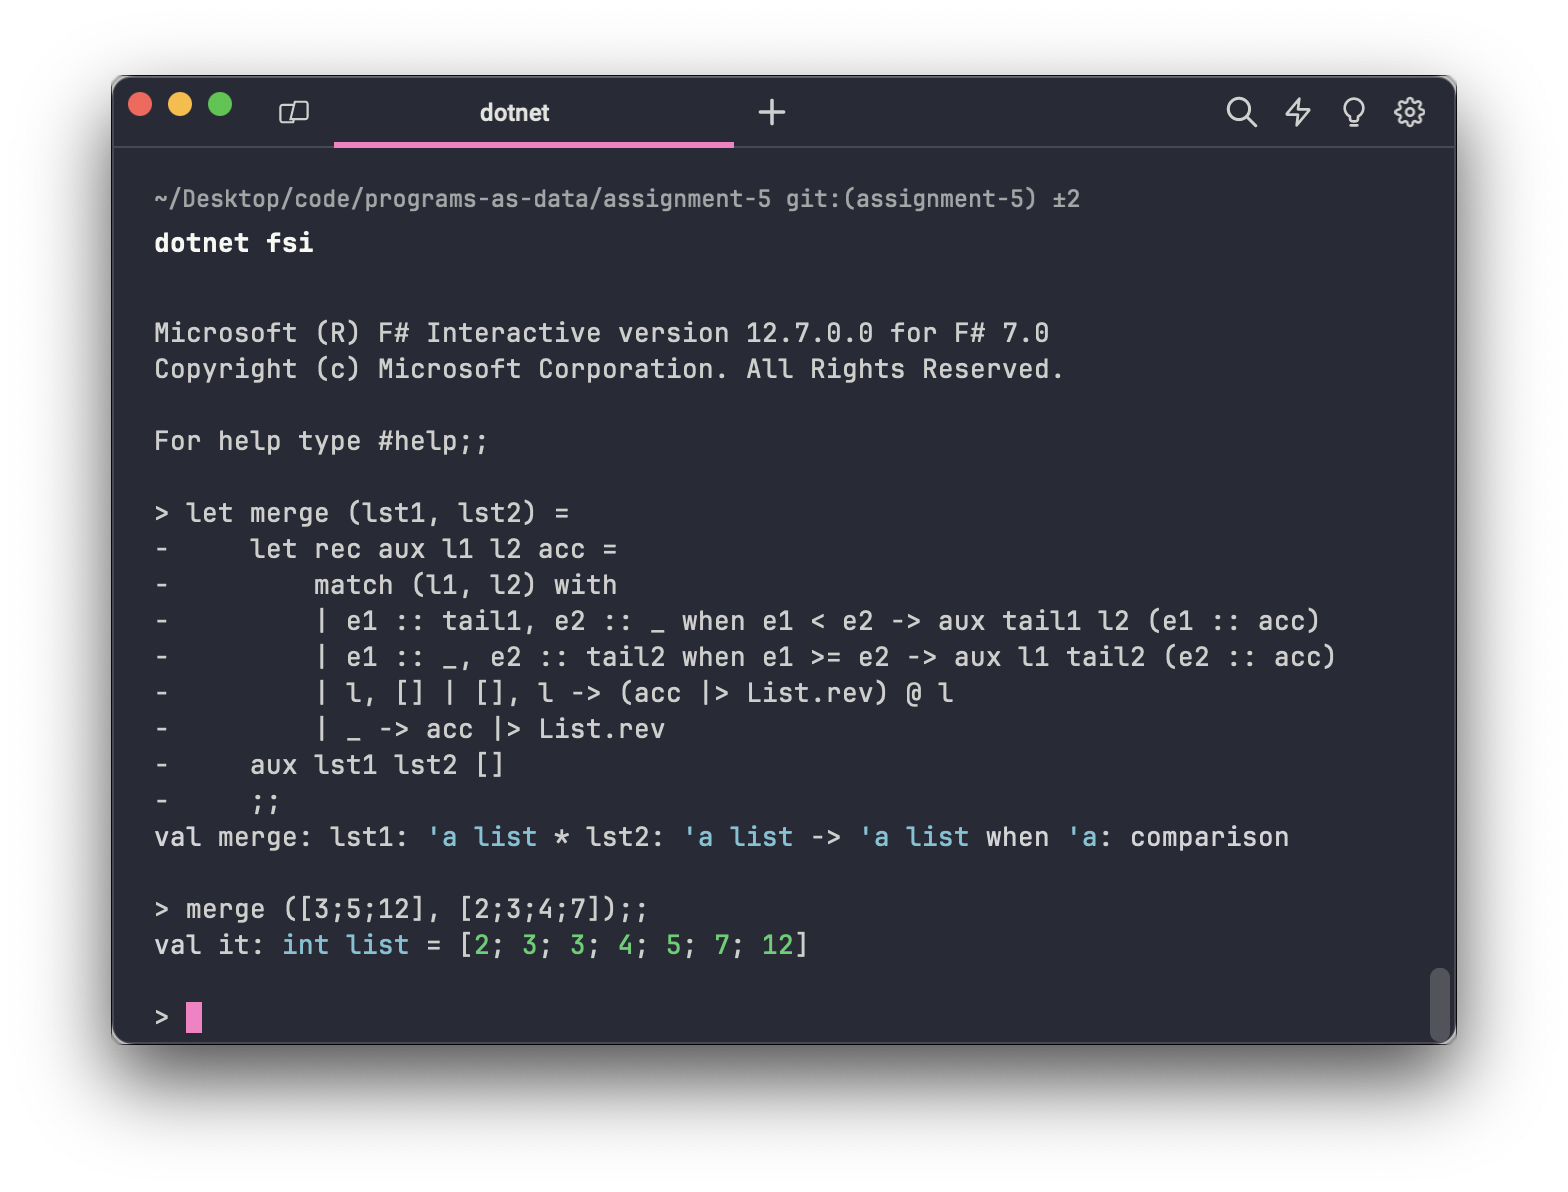 dotnet
~/Desktop/code/programs-as-data/assignment-5 git:(assignment-5) ±2
dotnet fsi
Microsoft (R) F# Interactive version 12.7.0.0 for F# 7.0
Copyright (c) Microsoft Corporation. All Rights Reserved.
For help type #help;;
> let merge (lst1, lst2) =
-     let rec aux l1 l2 acc =
-         match (l1, l2) with
-         | e1 :: tail1, e2 :: _ when e1 < e2 -> aux tail1 l2 (e1 :: acc)
-         | e1 :: _, e2 :: tail2 when e1 >= e2 -> aux l1 tail2 (e2 :: acc)
-         | l, [] | [], l -> (acc |> List.rev) @ l
-         | _ -> acc |> List.rev
-     aux lst1 lst2 []
-     ;;
val merge: lst1: 'a list * lst2: 'a list -> 'a list when 'a: comparison
> merge ([3;5;12], [2;3;4;7]);;
val it: int list = [2; 3; 3; 4; 5; 7; 12]
>